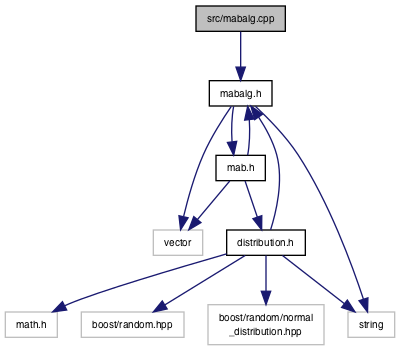 src/mabalg.cpp
mabalg.h
mab.h
vector
distribution.h
math.h
boost/random.hpp
boost/random/normal
_distribution.hpp
string